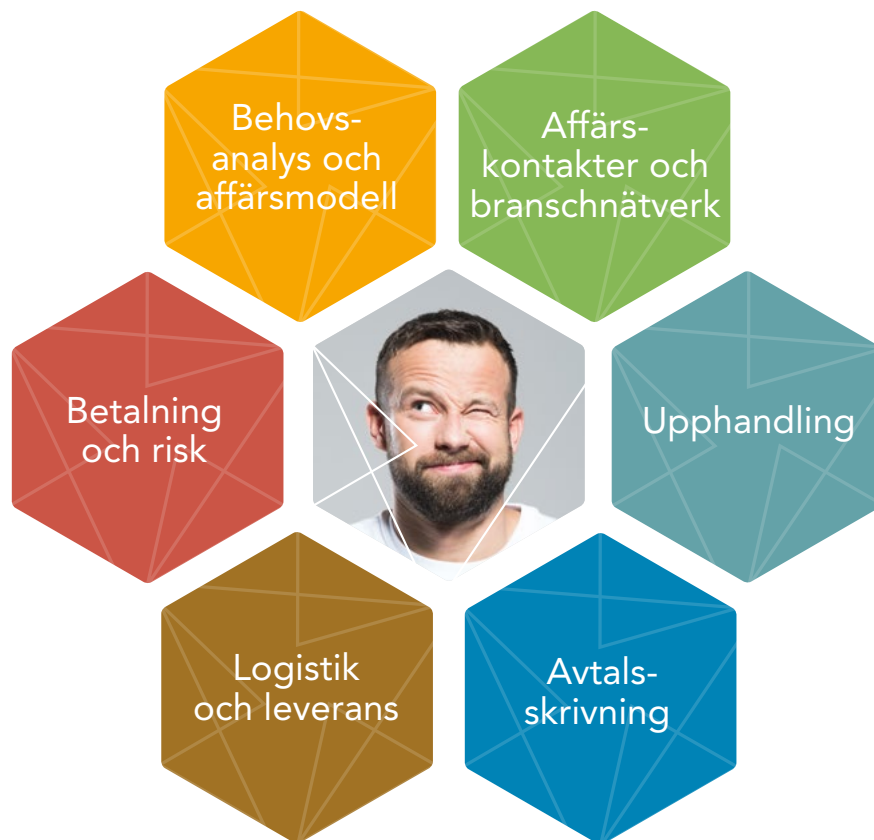 Behovs-
analys och
affärsmodell
Affärs-
kontakter och
branschnätverk
Betalning
och risk
Upphandling
Logistik
och leverans
Avtals-
skrivning